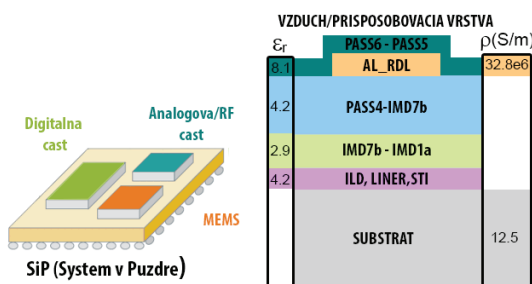 VZDUCH/PRISPOSOBOVACIA VRSTVA
εr
ρ(S/m)
PASS6 - PASS5
8.1
AL_RDL
32.8e6
4.2
PASS4-IMD7b
2.9
IMD7b - IMD1a
4.2
ILD, LINER,STI
SUBSTRAT
12.5
Digitalna
cast
Analogova/RF
cast
MEMS
SiP (System v Puzdre)